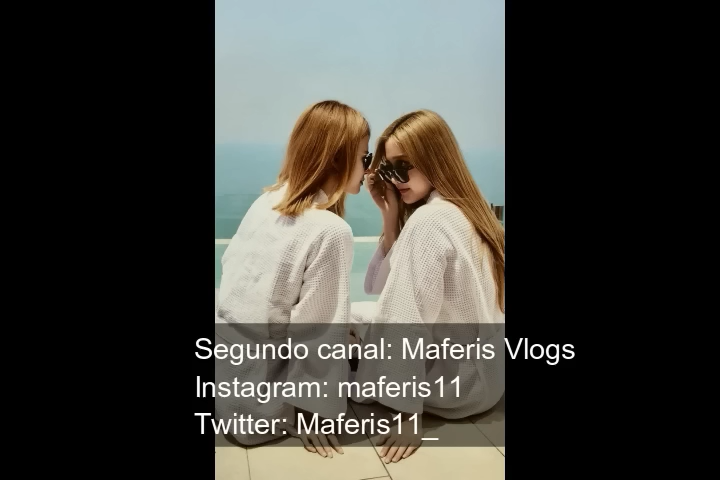 Segundo canal: Maferis Vlogs
Instagram: maferis11
Twitter: Maferis11_